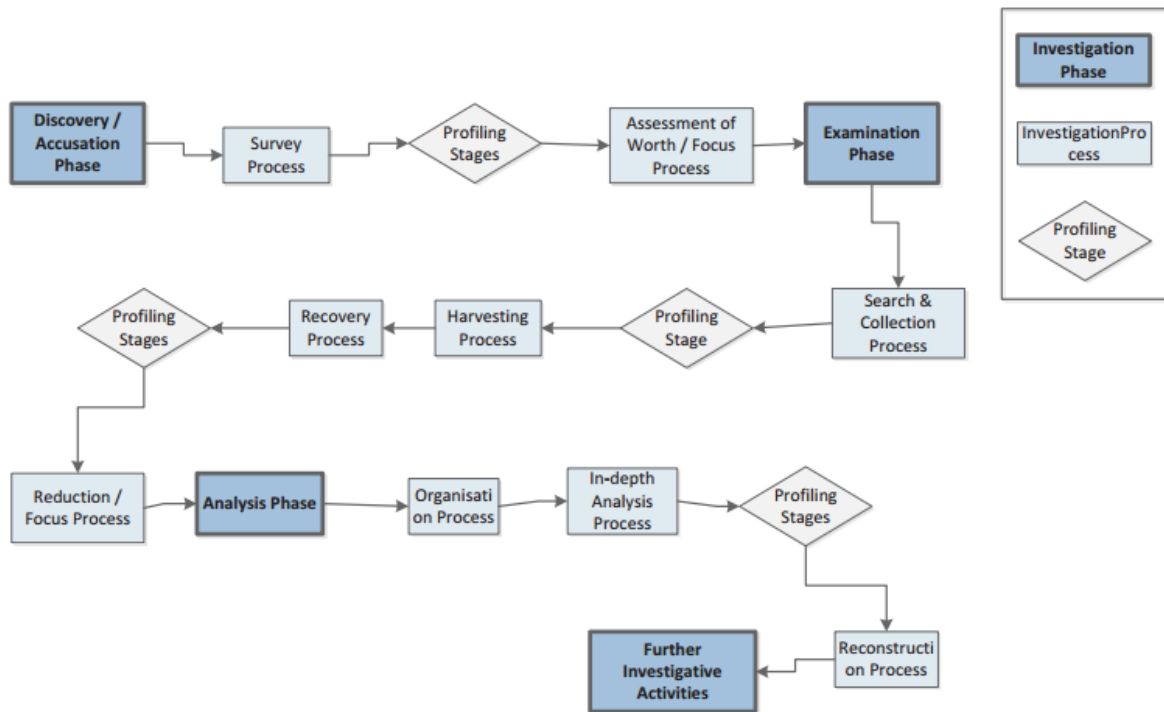 Discovery /
Accusation
Phase
Survey
Process
Profiling
Stages
Assessment of
Worth / Focus
Process
Examination
Phase
Search &
Collection
Process
Profiling
Stage
Harvesting
Process
Recovery
Process
Profiling
Stages
Reduction /
Focus Process
Analysis Phase
Organisati
on Process
In-depth
Analysis
Process
Profiling
Stages
Reconstructi
on Process
Further
Investigative
Activities
Investigation
Phase
InvestigationPro
cess
Profiling
Stage